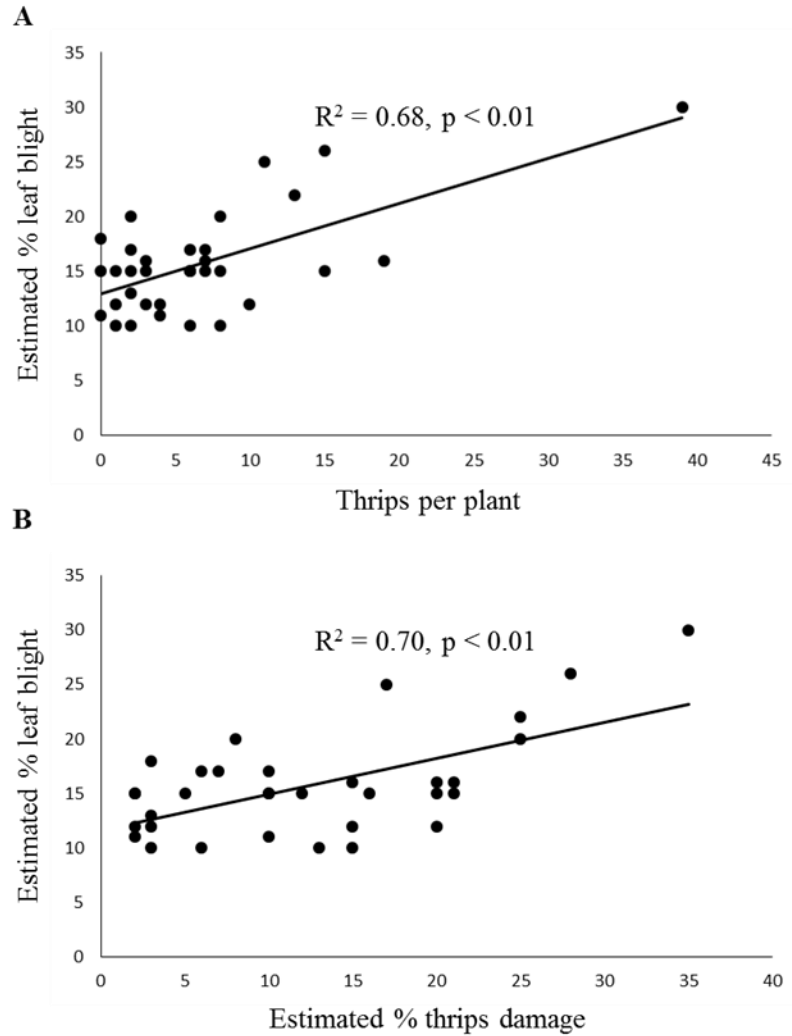 A
35
30
25
20
15
10
5
0
R² = 0.68, p < 0.01
Estimated % leaf blight
0 5 10 15 20 25 30 35 40 45
Thrips per plant
B
35
30
25
20
15
10
5
0
R² = 0.70, p < 0.01
Estimated % leaf blight
0 5 10 15 20 25 30 35 40
Estimated % thrips damage